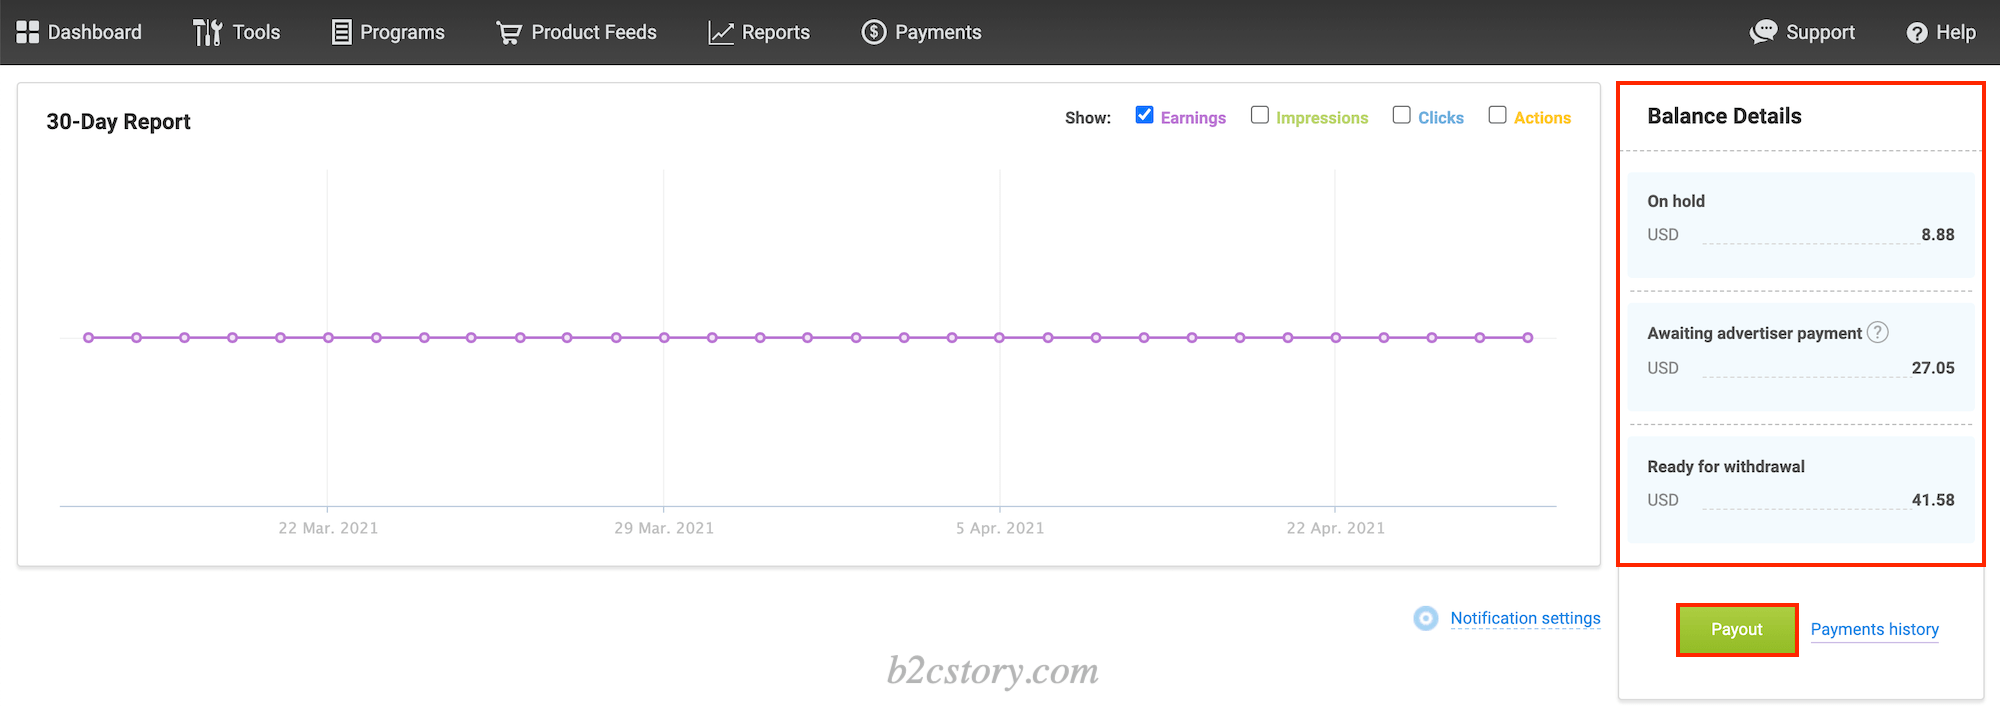 Dashboard Tools Programs Product Feeds Reports Payments Support Help
30-Day Report
Show: Earnings Impressions Clicks Actions
22 Mar. 2021 29 Mar. 2021 5 Apr. 2021 22 Apr. 2021
Balance Details
On hold
USD 8.88
Awaiting advertiser payment ?
USD 27.05
Ready for withdrawal
USD 41.58
Notification settings
Payout Payments history
b2cstory.com